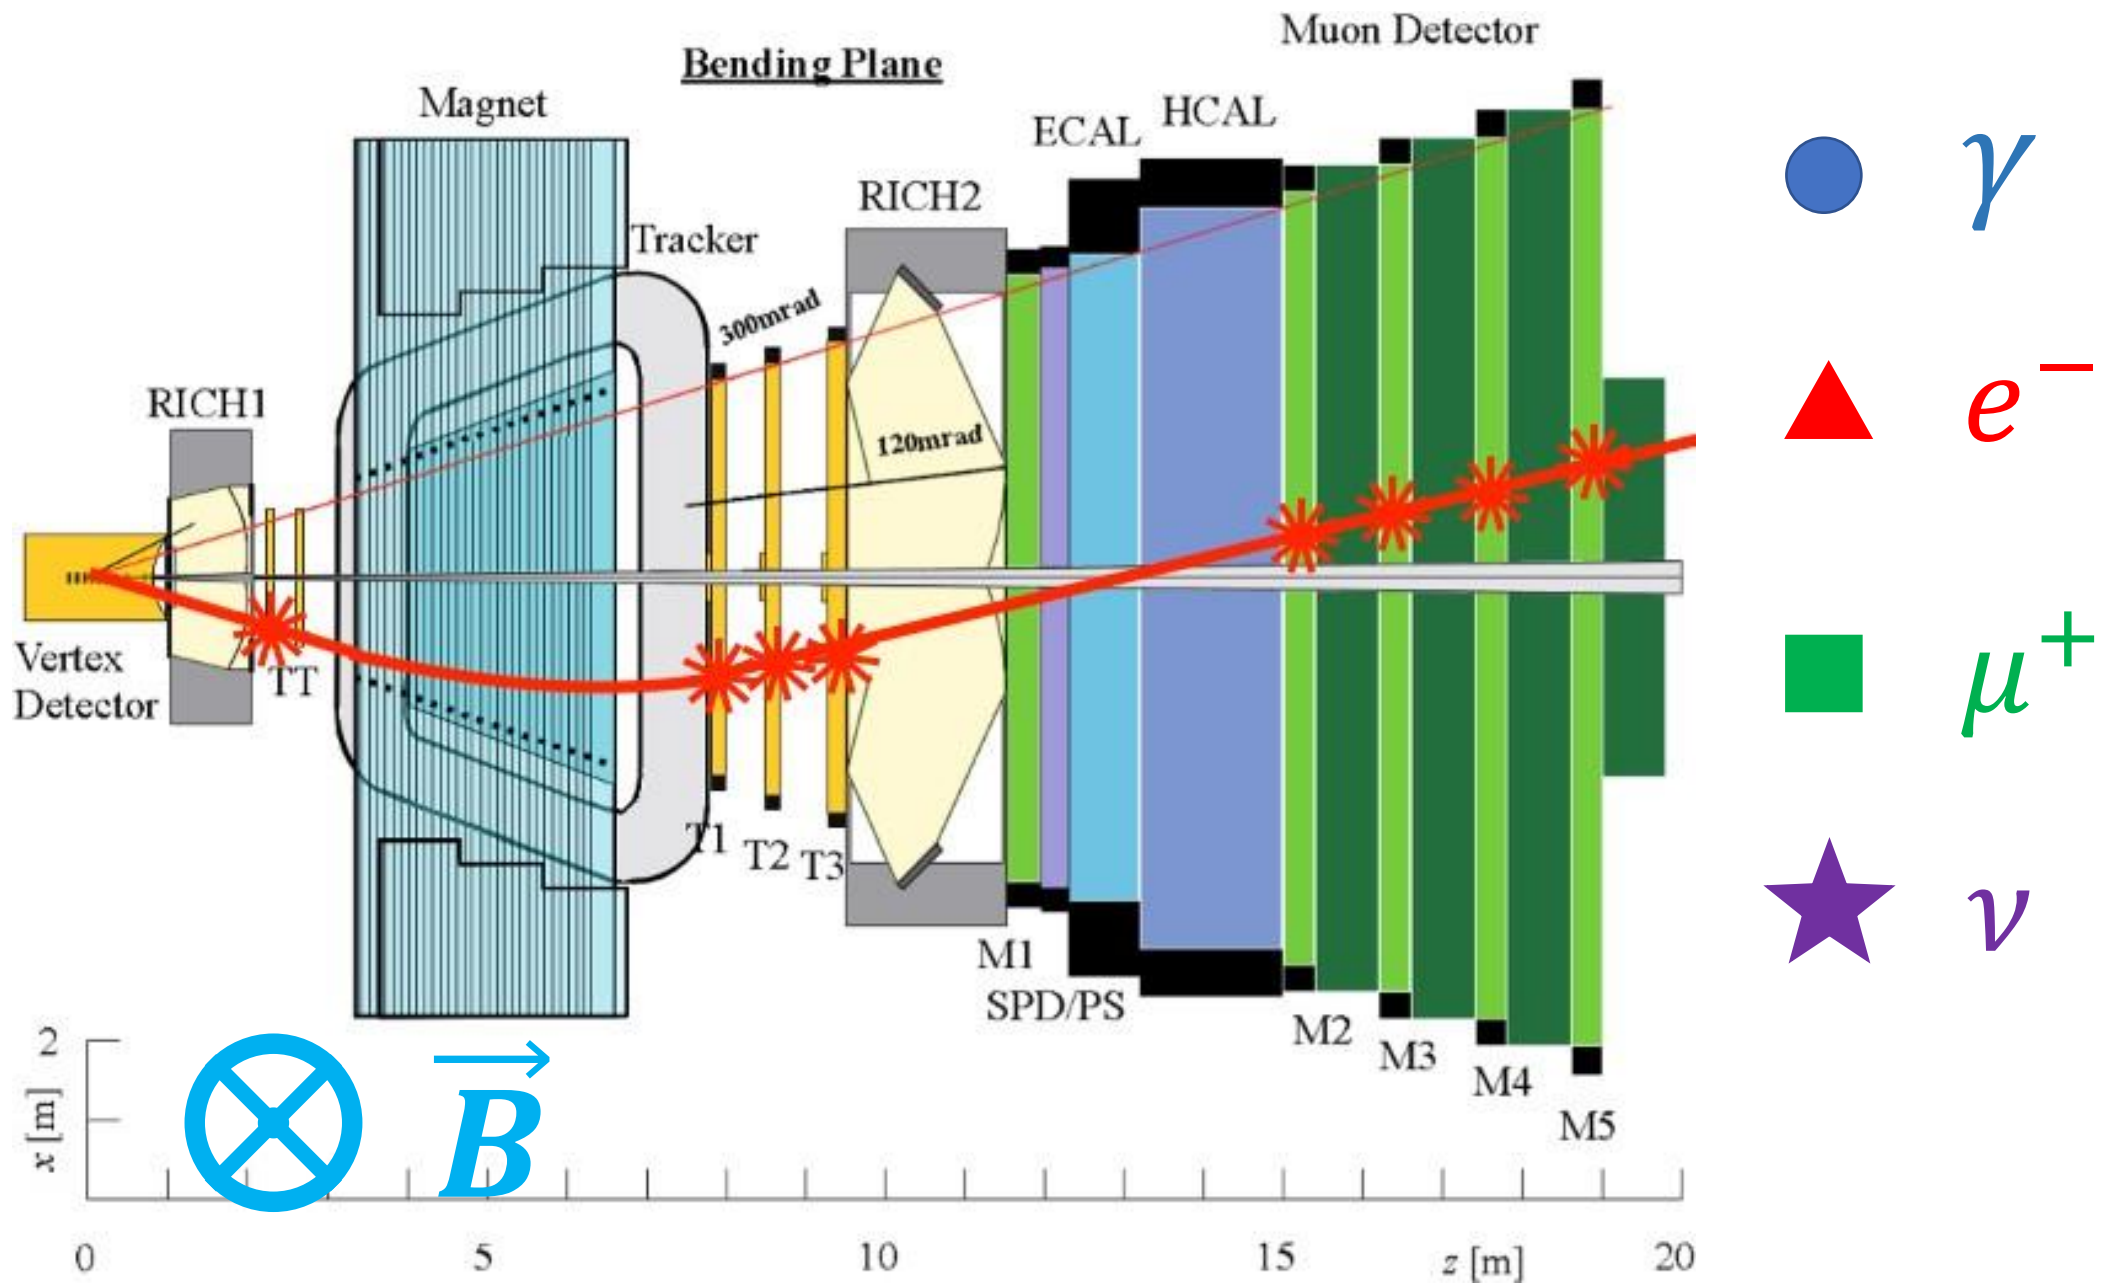 Muon Detector
Bending Plane
Magnet
ECAL
HCAL
RICH2
Tracker
300mrad
RICH1
120mrad
Vertex
Detector
TT
T1
T2
T3
M1
SPD/PS
M2
M3
M4
M5
2
x [m]
B
0
5
10
15
z [m]
20
γ
e⁻
μ⁺
ν